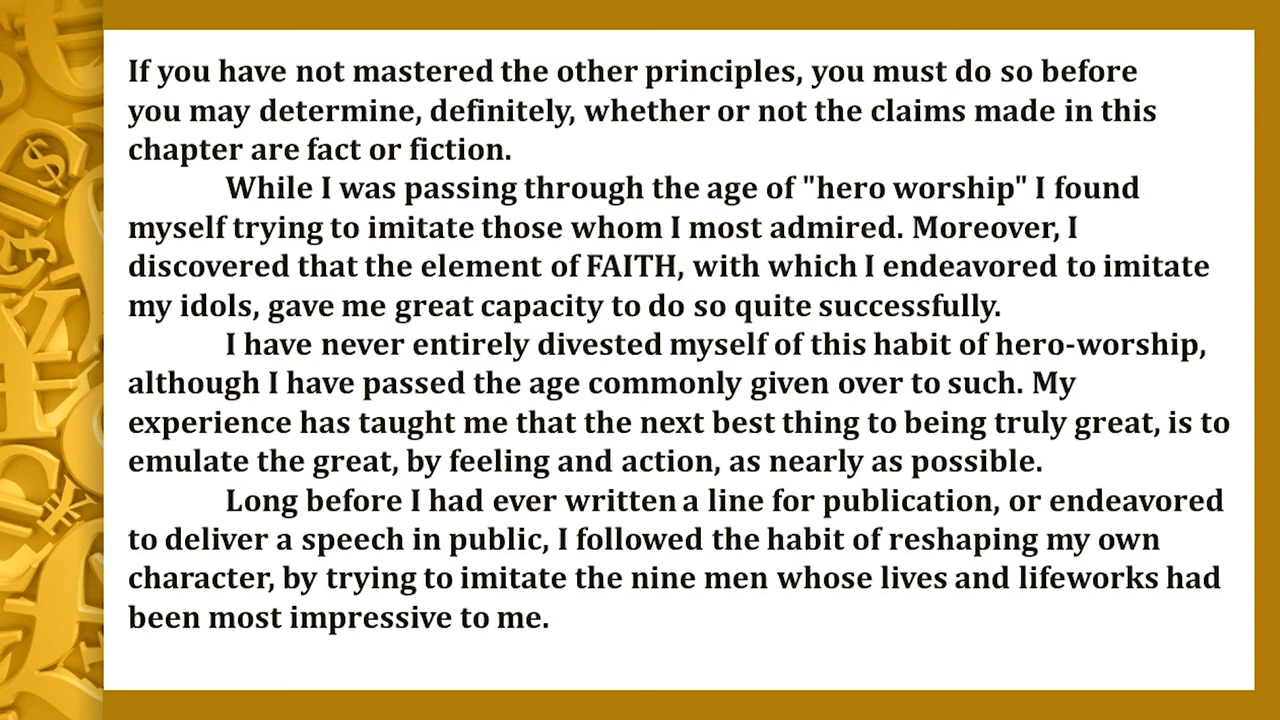 If you have not mastered the other principles, you must do so before
you may determine, definitely, whether or not the claims made in this
chapter are fact or fiction.
While I was passing through the age of "hero worship" I found
myself trying to imitate those whom I most admired. Moreover, I
discovered that the element of FAITH, with which I endeavored to imitate
my idols, gave me great capacity to do so quite successfully.
I have never entirely divested myself of this habit of hero-worship,
although I have passed the age commonly given over to such. My
experience has taught me that the next best thing to being truly great, is to
emulate the great, by feeling and action, as nearly as possible.
Long before I had ever written a line for publication, or endeavored
to deliver a speech in public, I followed the habit of reshaping my own
character, by trying to imitate the nine men whose lives and lifeworks had
been most impressive to me.